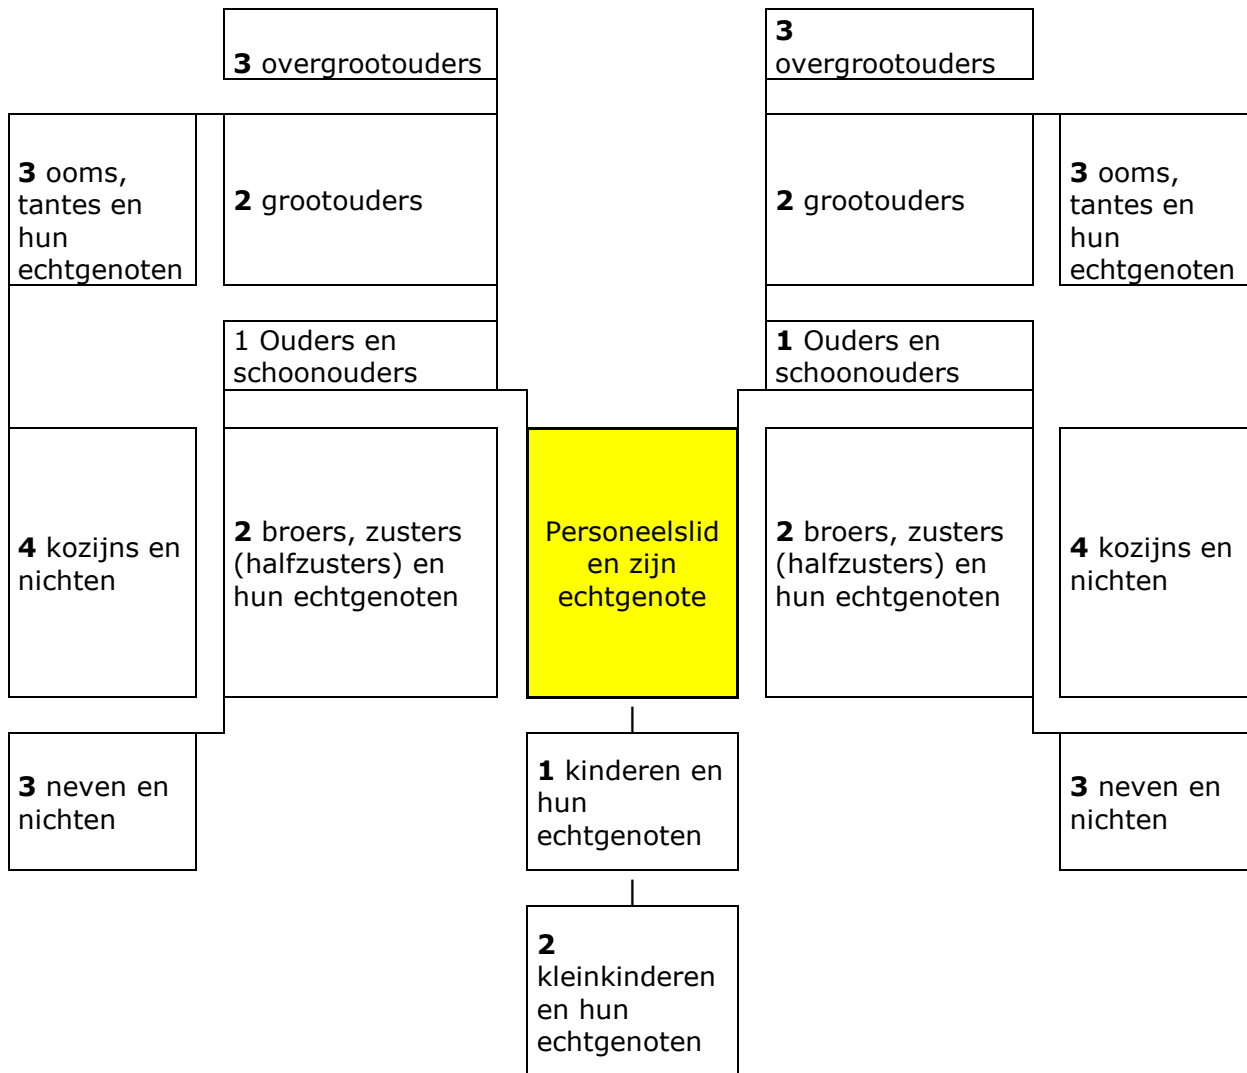 3 overgrootouders
3
overgrootouders
3 ooms,
tantes en
hun
echtgenoten
2 grootouders
2 grootouders
3 ooms,
tantes en
hun
echtgenoten
1 Ouders en
schoonouders
1 Ouders en
schoonouders
4 kozijns en
nichten
2 broers, zusters
(halfzusters) en
hun echtgenoten
Personeelslid
en zijn
echtgenote
2 broers, zusters
(halfzusters) en
hun echtgenoten
4 kozijns en
nichten
3 neven en
nichten
1 kinderen en
hun
echtgenoten
3 neven en
nichten
2
kleinkinderen
en hun
echtgenoten